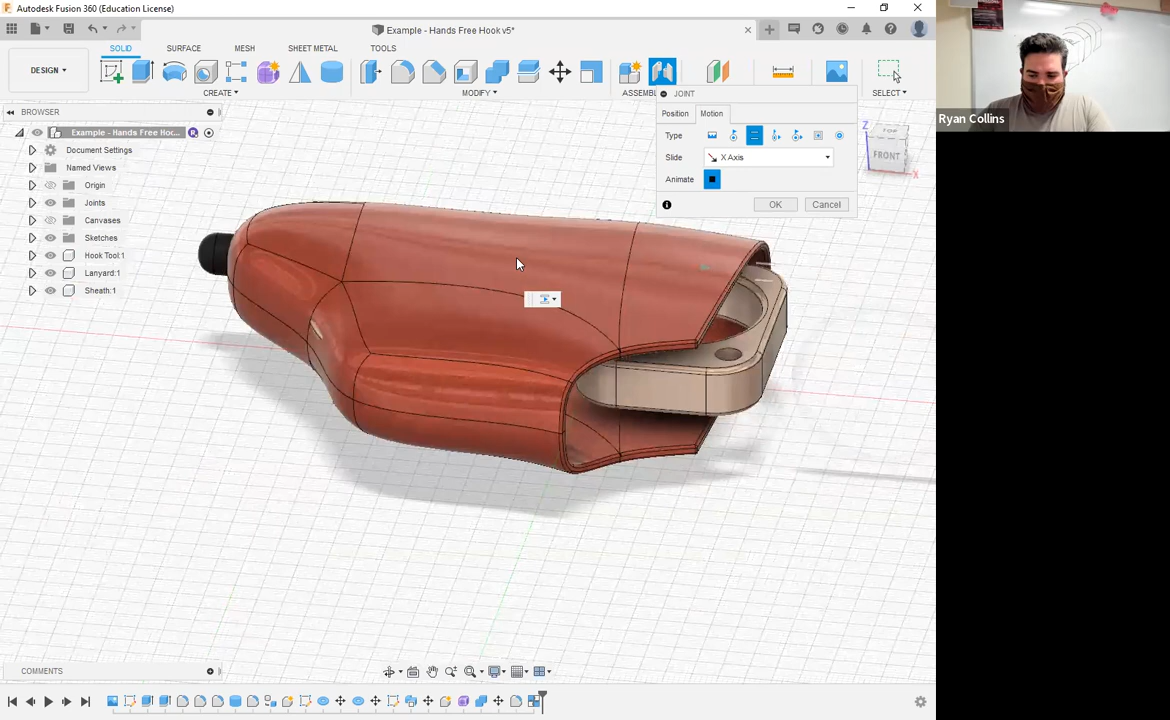 Autodesk Fusion 360 (Education License)
Example - Hands Free Hook v5*
DESIGN
SOLID
SURFACE
MESH
SHEET METAL
TOOLS
CREATE
MODIFY
ASSEMBL
SELECT
BROWSER
Example - Hands Free Hoc...
Document Settings
Named Views
Origin
Joints
Canvases
Sketches
Hook Tool:1
Lanyard:1
Sheath:1
JOINT
Position
Motion
Type
Slide
X Axis
Animate
OK
Cancel
Z
FRONT
X
Ryan Collins
COMMENTS